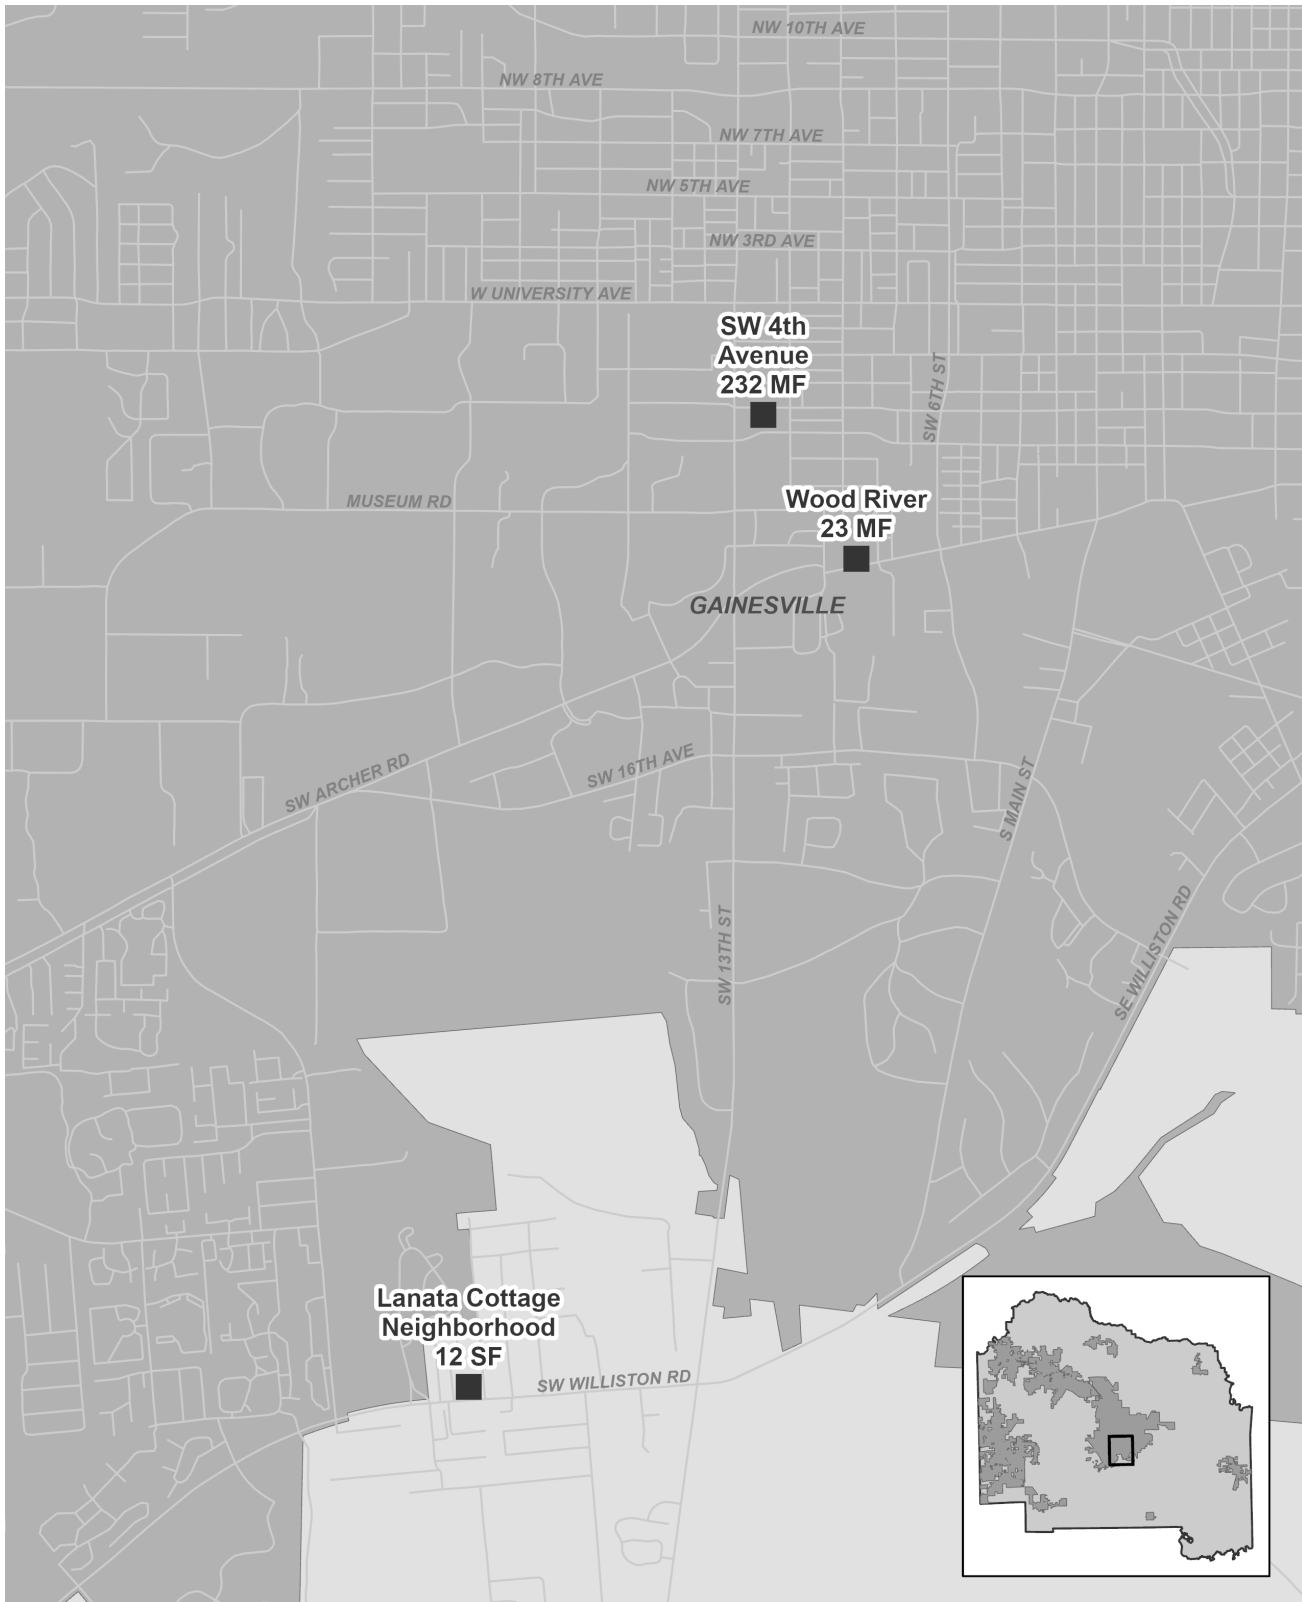 NW 10TH AVE
NW 8TH AVE
NW 7TH AVE
NW 5TH AVE
NW 3RD AVE
W UNIVERSITY AVE
SW 4th
Avenue
232 MF
SW 6TH ST
Wood River
23 MF
MUSEUM RD
GAINESVILLE
SW ARCHER RD
SW 16TH AVE
S MAIN ST
SW 13TH ST
SE WILLISTON RD
Lanata Cottage
Neighborhood
12 SF
SW WILLISTON RD